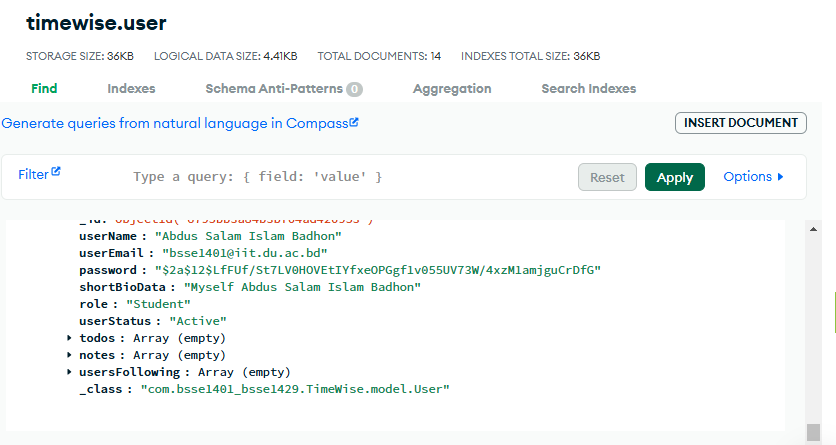 timewise.user
STORAGE SIZE: 36KB LOGICAL DATA SIZE: 4.41KB TOTAL DOCUMENTS: 14 INDEXES TOTAL SIZE: 36KB
Find Indexes Schema Anti-Patterns 0 Aggregation Search Indexes
Generate queries from natural language in Compass
INSERT DOCUMENT
Filter Type a query: { field: 'value' } Reset Apply Options
userName : "Abdus Salam Islam Badhon"
userEmail : "bsse1401@iit.du.ac.bd"
password : "$2a$12$LfFUf/St7LV0HOVEtIYfxeOPGgf1v055UV73W/4xzM1amjguCrDfG"
shortBioData : "Myself Abdus Salam Islam Badhon"
role : "Student"
userStatus : "Active"
todos : Array (empty)
notes : Array (empty)
usersFollowing : Array (empty)
_class : "com.bsse1401_bsse1429.TimeWise.model.User"